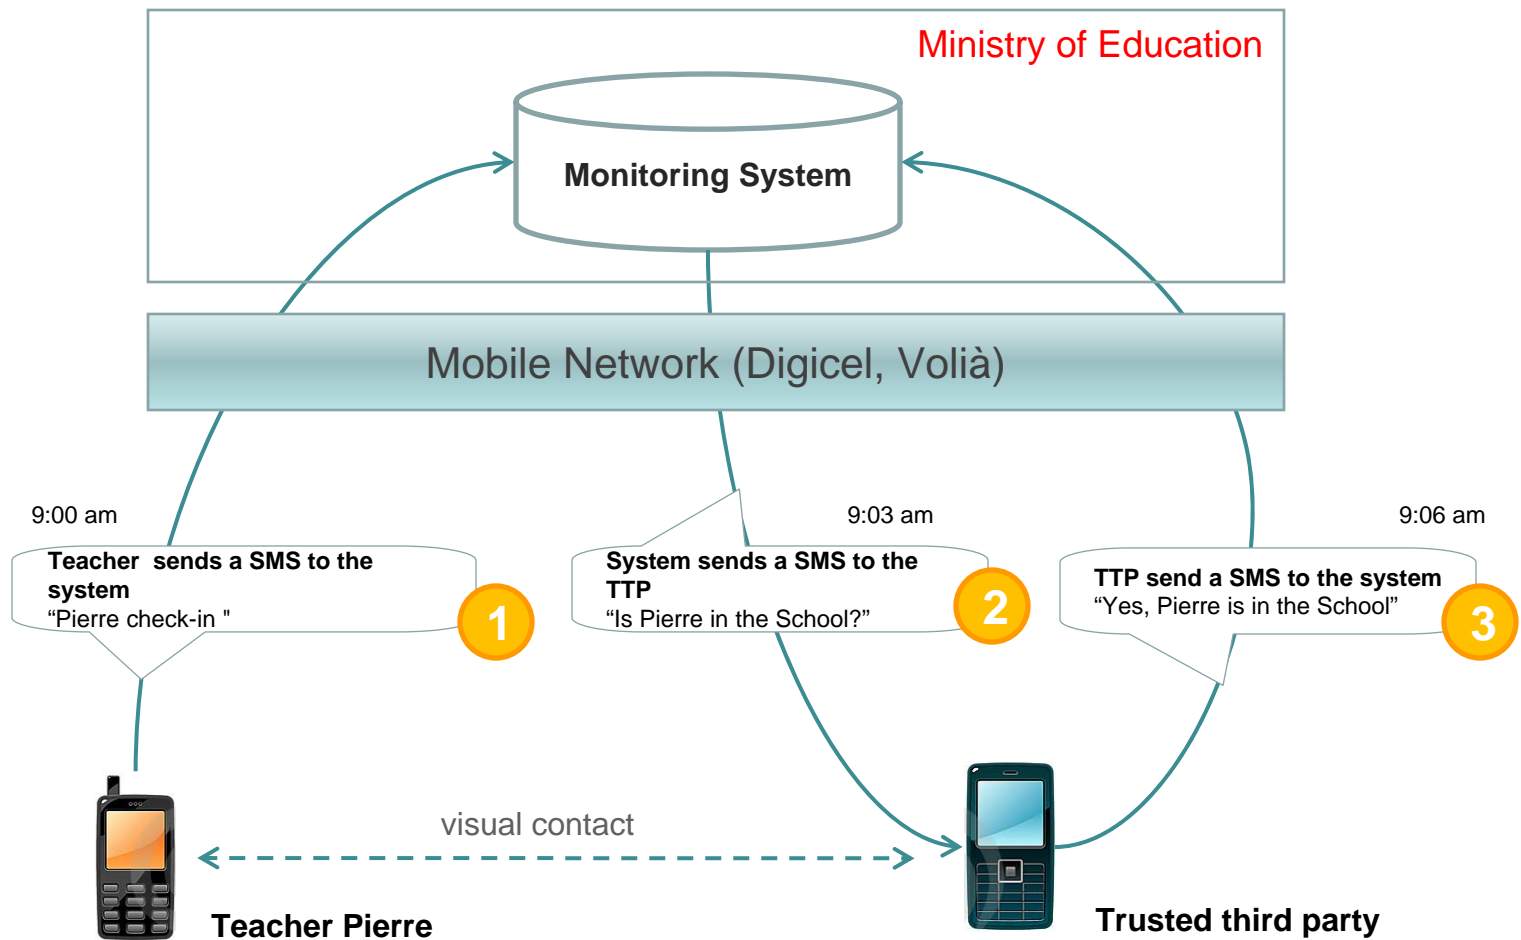 Ministry of Education
Monitoring System
Mobile Network (Digicel, Volià)
9:00 am
Teacher  sends a SMS to the
system
“Pierre check-in "
1
9:03 am
System sends a SMS to the
TTP
“Is Pierre in the School?”
2
9:06 am
TTP send a SMS to the system
“Yes, Pierre is in the School”
3
visual contact
Teacher Pierre
Trusted third party